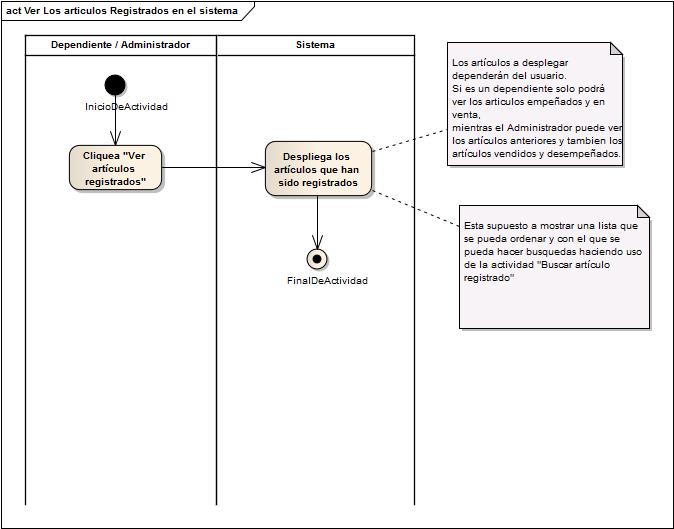 act Ver Los articulos Registrados en el sistema
Dependiente / Administrador
Sistema
InicioDeActividad
Cliquea "Ver
artículos
registrados"
Despliega los
artículos que han
sido registrados
FinalDeActividad
Los artículos a desplegar
dependerán del usuario.
Si es un dependiente solo podrá
ver los articulos empeñados y en
venta,
mientras el Administrador puede ver
los artículos anteriores y tambien los
artículos vendidos y desempeñados.
Esta supuesto a mostrar una lista que
se pueda ordenar y con el que se
pueda hacer busquedas haciendo uso
de la actividad "Buscar artículo
registrado"